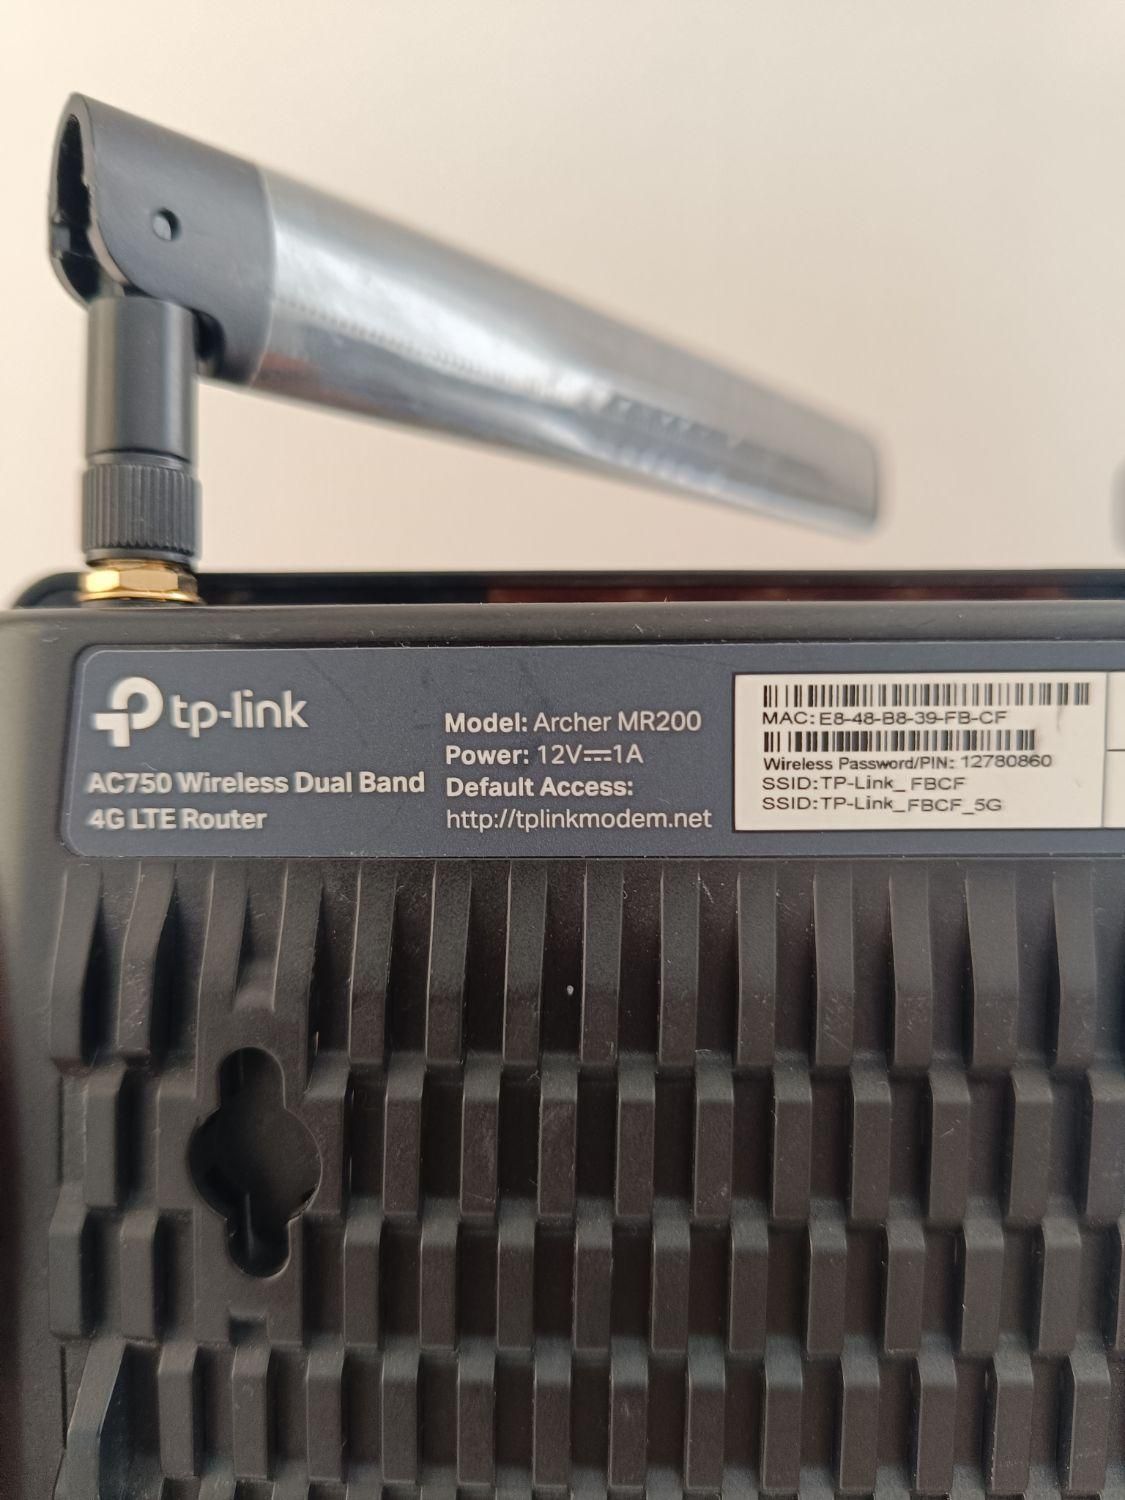 tp-link
AC750 Wireless Dual Band
4G LTE Router
Model: Archer MR200
Power: 12V⎓1A
Default Access:
http://tplinkmodem.net
MAC:E8-48-B8-39-FB-CF
Wireless Password/PIN: 12780860
SSID:TP-Link_FBCF
SSID:TP-Link_FBCF_5G